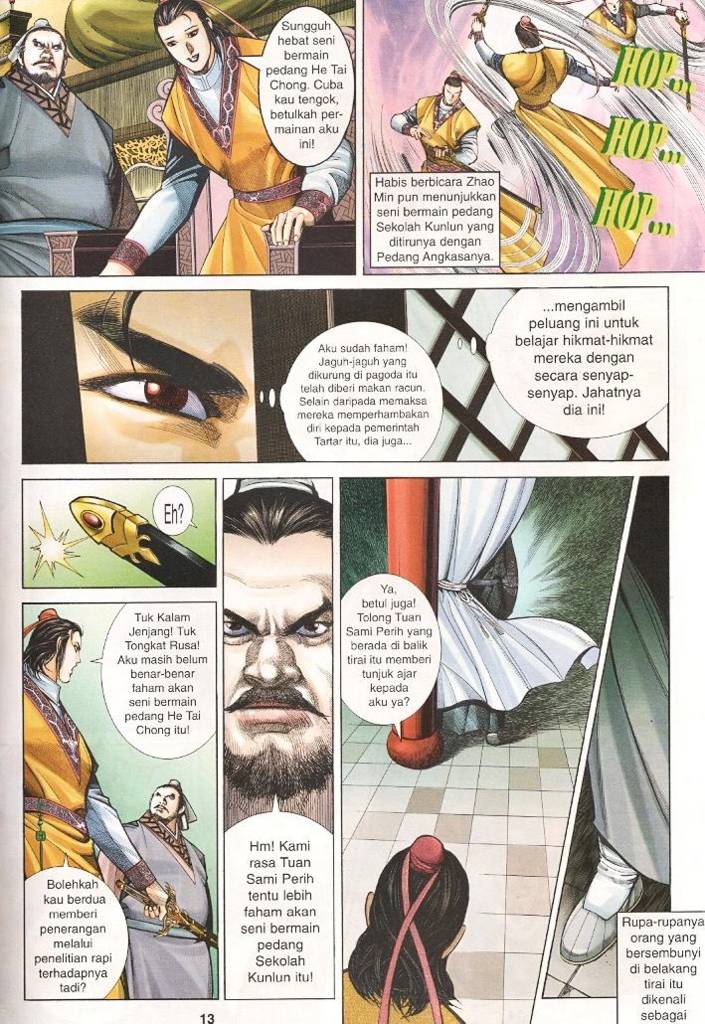 Sungguh
hebat seni
bermain
pedang He Tai
Chong. Cuba
kau tengok,
betulkah per-
mainan aku
ini!
HOP...
HOP...
HOP...
Habis berbicara Zhao
Min pun menunjukkan
seni bermain pedang
Sekolah Kunlun yang
ditirunya dengan
Pedang Angkasanya.
Aku sudah faham!
Jaguh-jaguh yang
dikurung di pagoda itu
telah diberi makan racun.
Selain daripada memaksa
mereka memperhambakan
diri kepada pemerintah
Tartar itu, dia juga...
...mengambil
peluang ini untuk
belajar hikmat-hikmat
mereka dengan
secara senyap-
senyap. Jahatnya
dia ini!
Eh?
Tuk Kalam
Jenjang! Tuk
Tongkat Rusa!
Aku masih belum
benar-benar
faham akan
seni bermain
pedang He Tai
Chong itu!
Bolehkah
kau berdua
memberi
penerangan
melalui
penelitian rapi
terhadapnya
tadi?
Hm! Kami
rasa Tuan
Sami Perih
tentu lebih
faham akan
seni bermain
pedang
Sekolah
Kunlun itu!
Ya,
betul juga!
Tolong Tuan
Sami Perih yang
berada di balik
tirai itu memberi
tunjuk ajar
kepada
aku ya?
Rupa-rupanya
orang yang
bersembunyi
di belakang
tirai itu
dikenali
sebagai
13